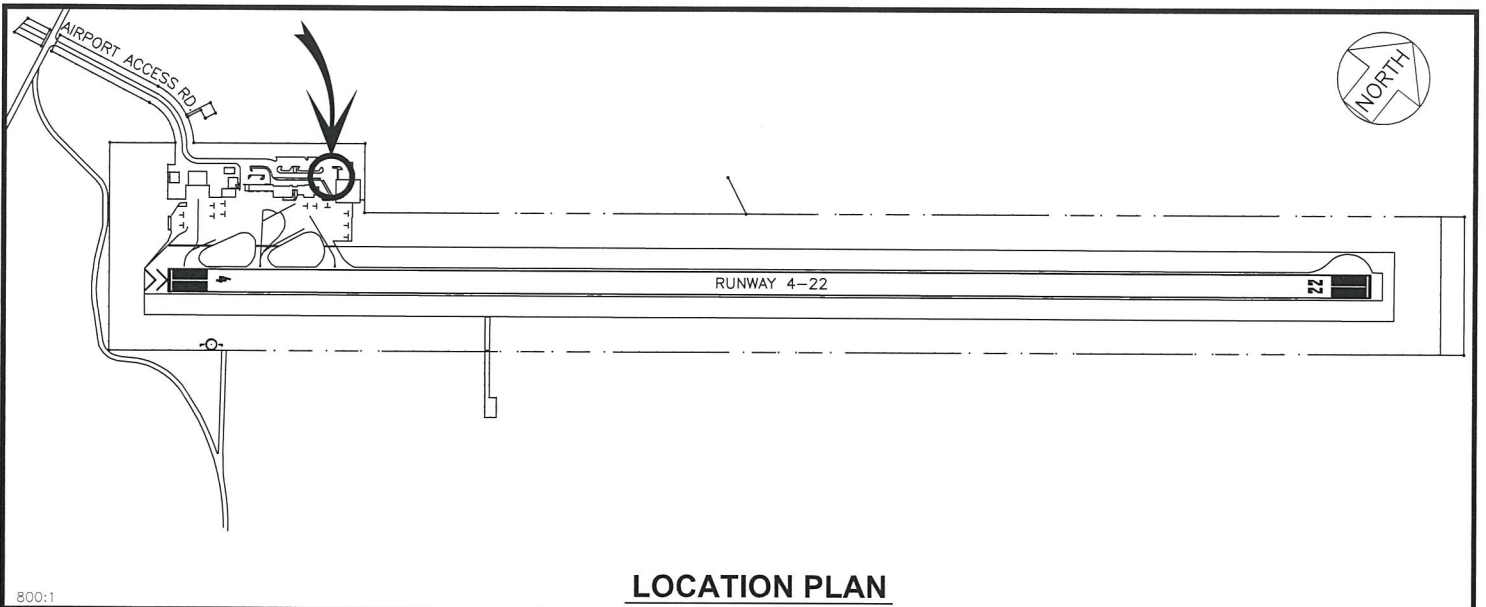 AIRPORT ACCESS RD.
NORTH
4
RUNWAY 4-22
22
LOCATION PLAN
800:1